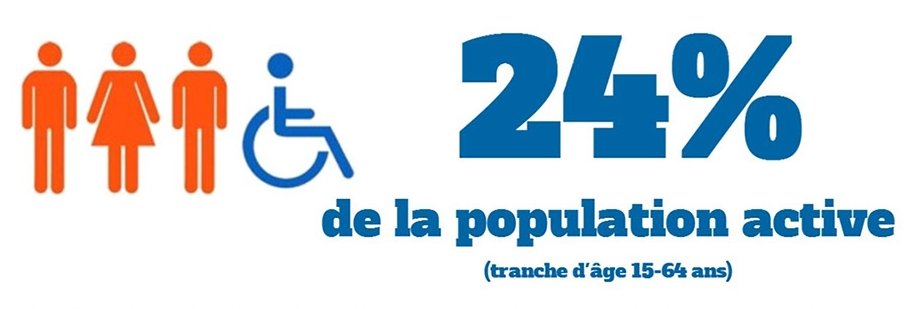 24%
de la population active
(tranche d'âge 15-64 ans)